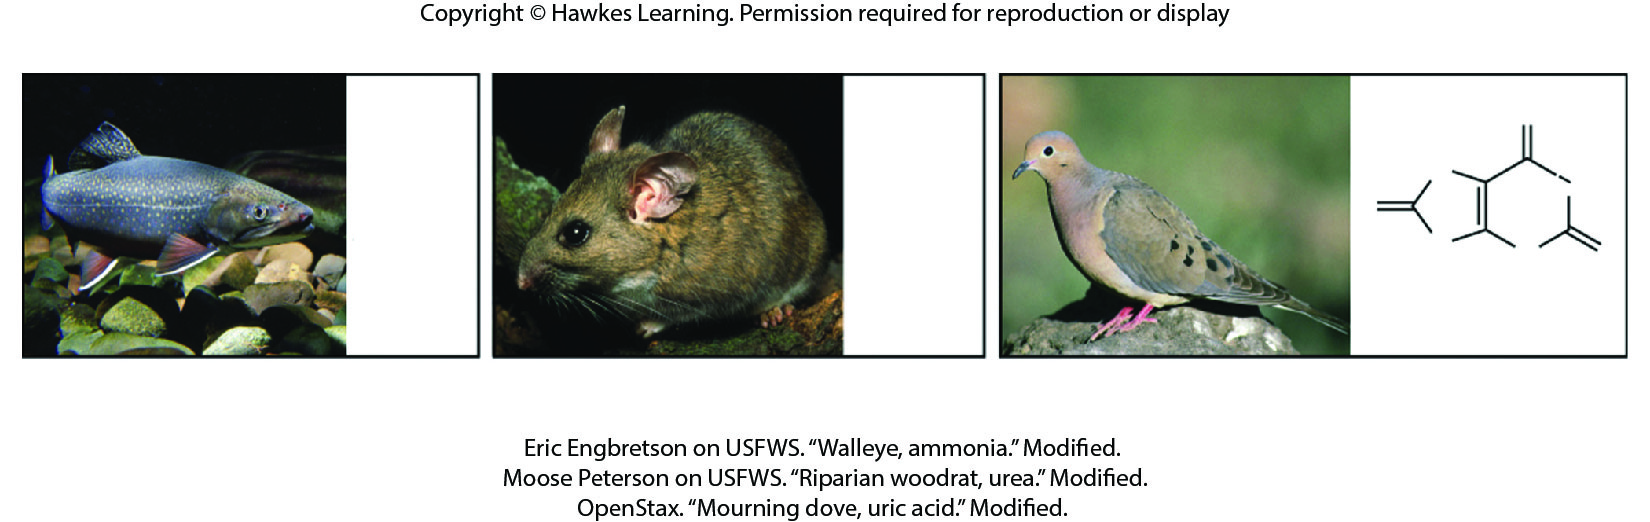 Copyright © Hawkes Learning. Permission required for reproduction or display
Eric Engbretson on USFWS. “Walleye, ammonia.” Modified.
Moose Peterson on USFWS. “Riparian woodrat, urea.” Modified.
OpenStax. “Mourning dove, uric acid.” Modified.